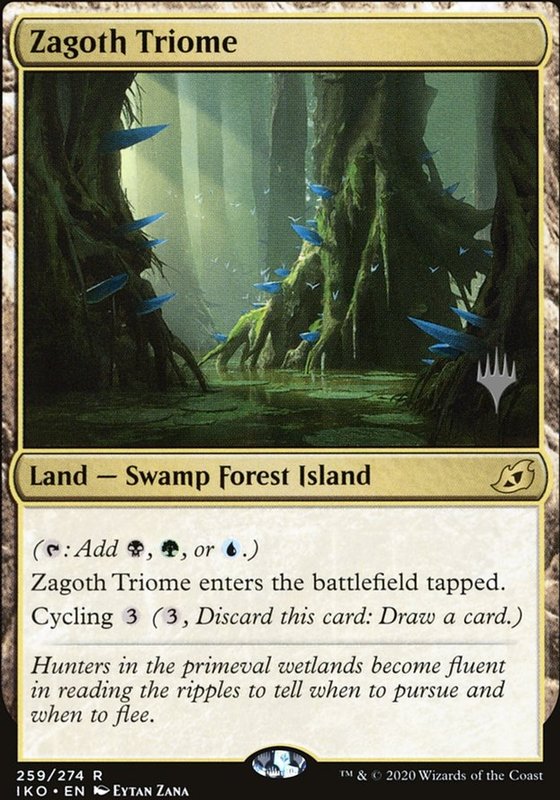 Zagoth Triome
Land — Swamp Forest Island
(: Add , , or .)
Zagoth Triome enters the battlefield tapped.
Cycling 3 (3, Discard this card: Draw a card.)
Hunters in the primeval wetlands become fluent
in reading the ripples to tell when to pursue and
when to flee.
259/274 R
IKO • EN Eytan Zana
™ & © 2020 Wizards of the Coast